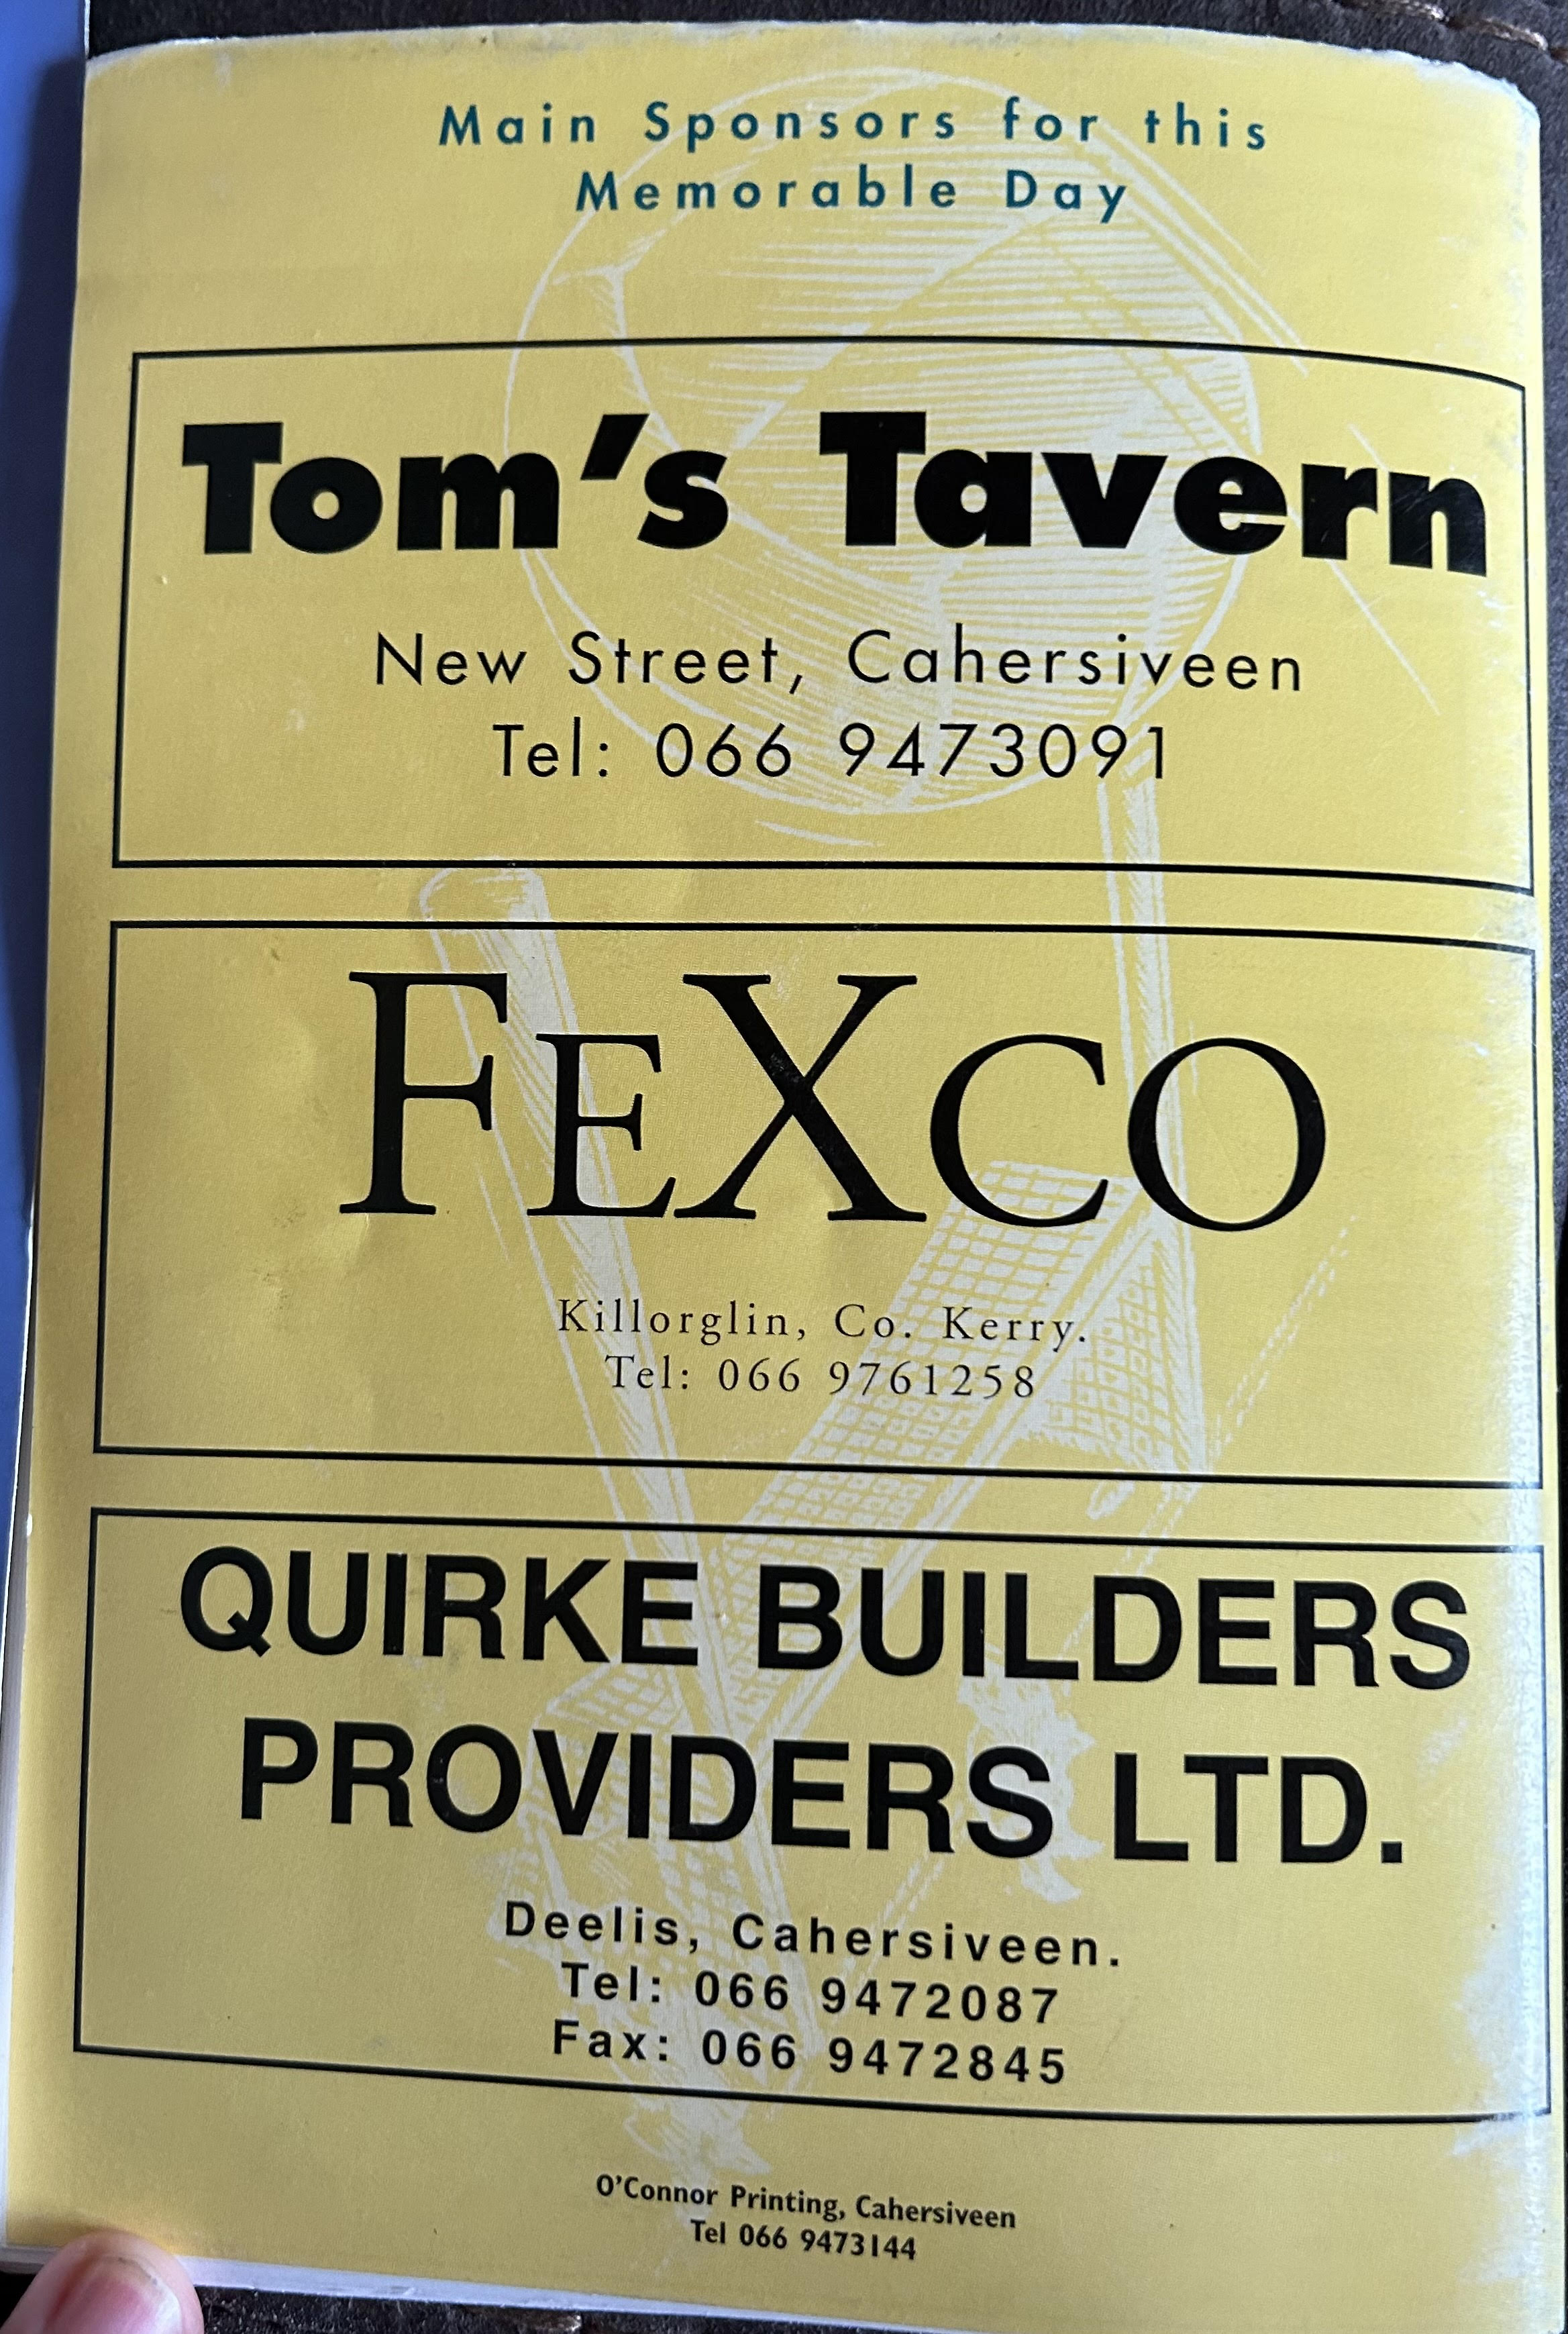 Main Sponsors for this
Memorable Day
Tom's Tavern
New Street, Cahersiveen
Tel: 066 9473091
FEXCO
Killorglin, Co. Kerry.
Tel: 066 9761258
QUIRKE BUILDERS
PROVIDERS LTD.
Deelis, Cahersiveen.
Tel: 066 9472087
Fax: 066 9472845
O'Connor Printing, Cahersiveen
Tel 066 9473144